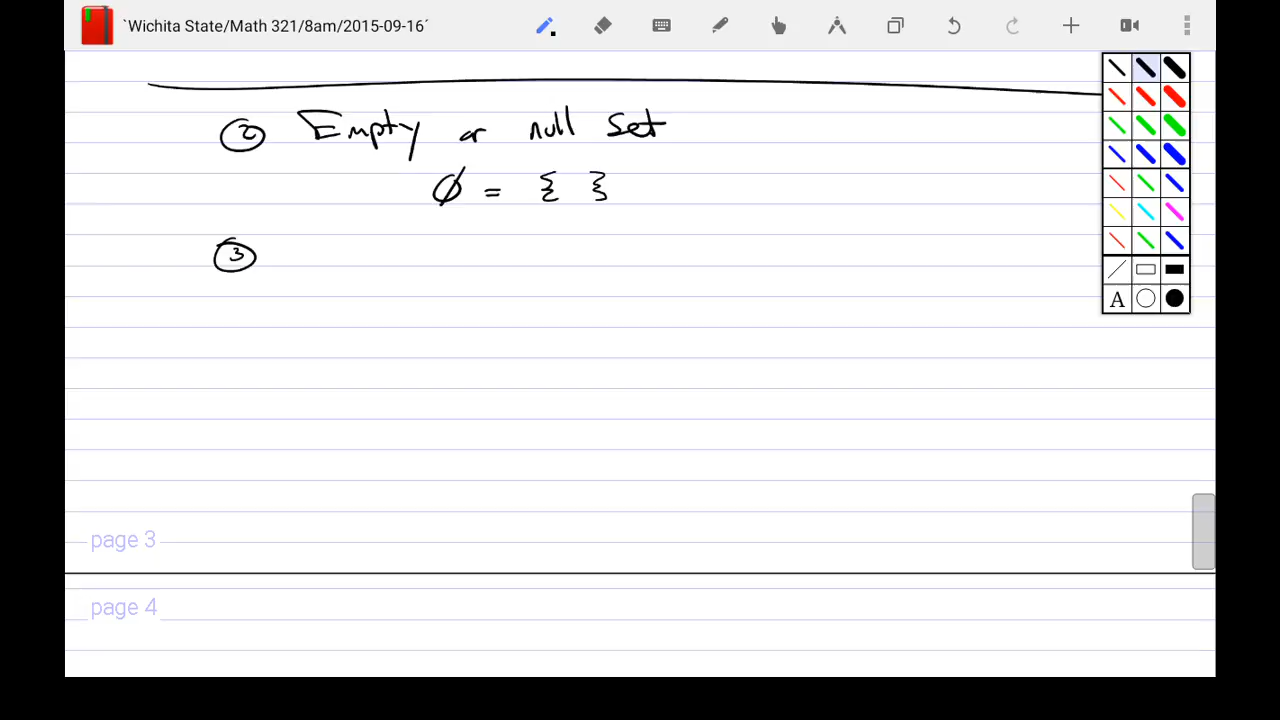 `Wichita State/Math 321/8am/2015-09-16´
② Empty or null set
∅ = { }
③
A
page 3
page 4